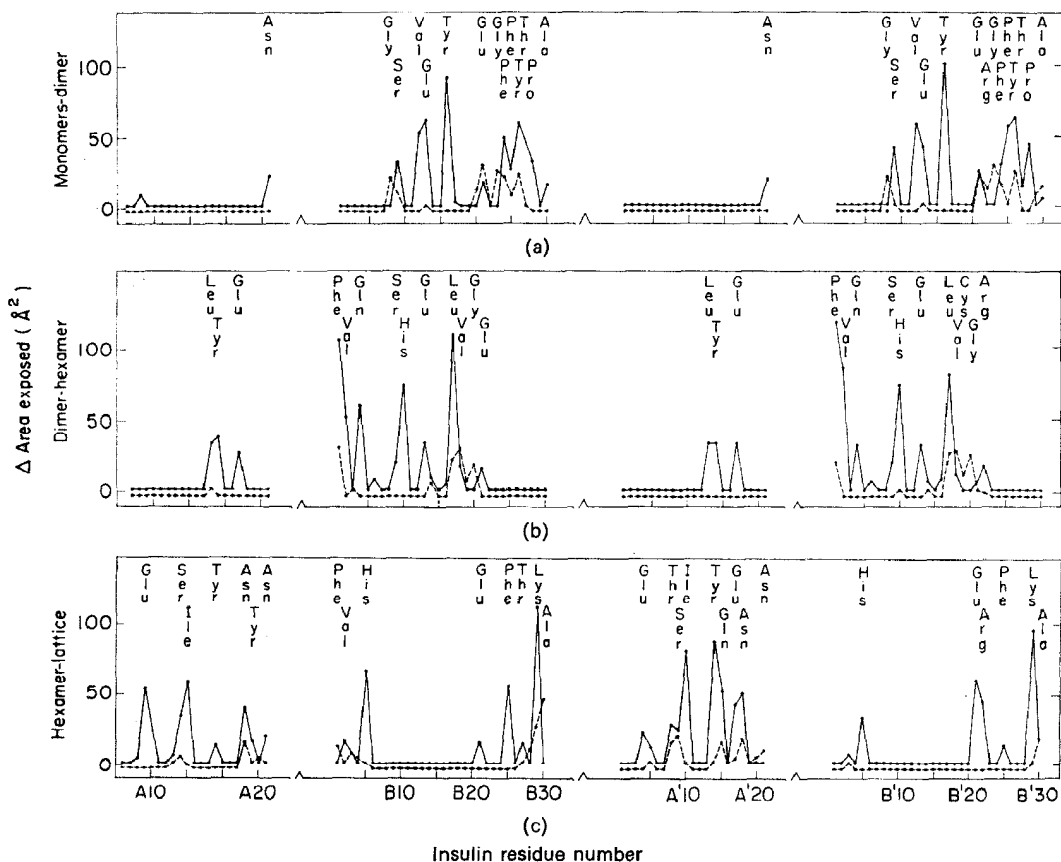 Δ Area exposed (Å²)
Monomers-dimer
100
50
0
Asn
Gly
Ser
Val
Glu
Tyr
Glu
Gly
Phe
Phe
Tyr
Thr
Pro
Ala
Asn
Gly
Ser
Val
Glu
Tyr
Glu
Arg
Gly
Phe
Phe
Tyr
Thr
Pro
Ala
(a)
Dimer-hexamer
100
50
0
Leu
Tyr
Glu
Phe
Val
Gln
Ser
His
Glu
Leu
Val
Gly
Glu
Leu
Tyr
Glu
Phe
Val
Gln
Ser
His
Glu
Leu
Val
Cys
Gly
Arg
(b)
Hexamer-lattice
100
50
0
Glu
Ser
Ile
Tyr
Asn
Tyr
Asn
Phe
Val
His
Glu
Phe
Thr
Lys
Ala
Glu
Thr
Ser
Ile
Tyr
Gln
Glu
Asn
Asn
His
Glu
Arg
Phe
Lys
Ala
A10 A20 B10 B20 B30 A'10 A'20 B'10 B'20 B'30
(c)
Insulin residue number